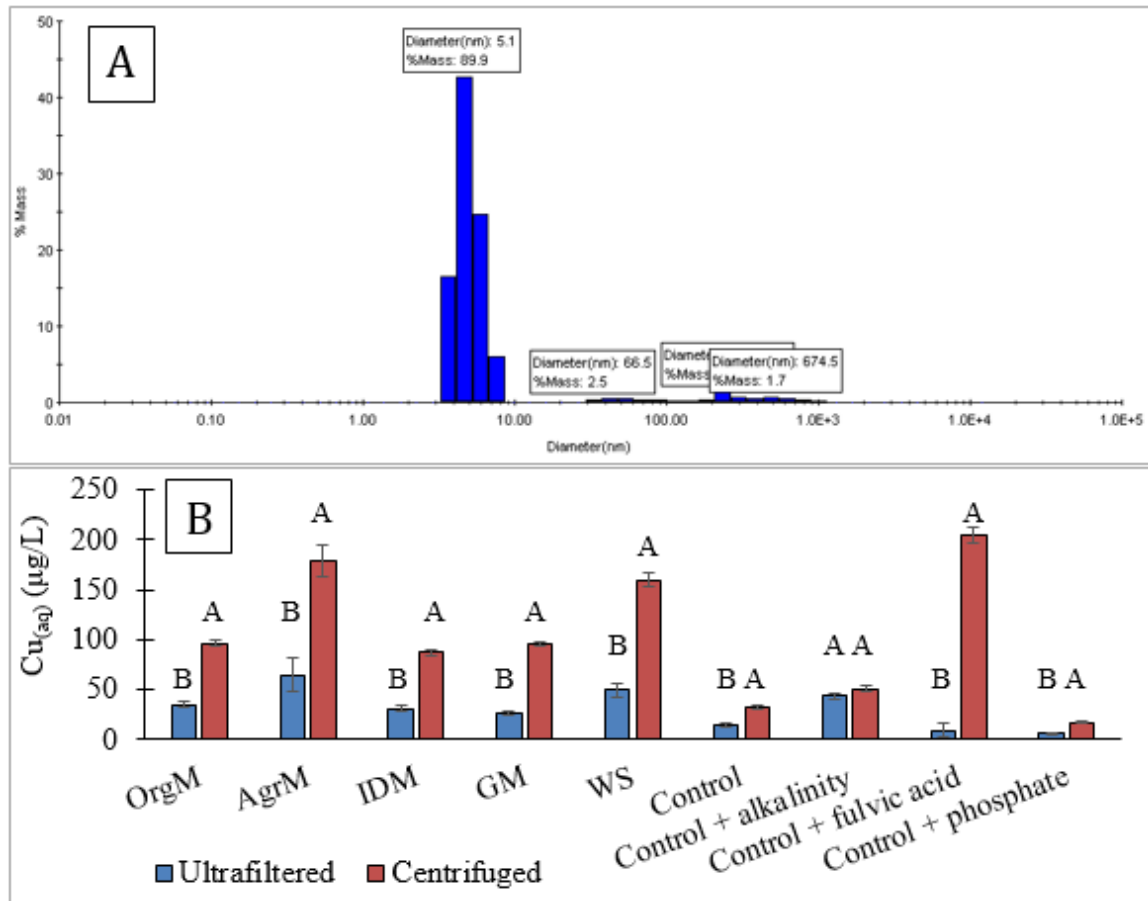 A
50
40
30
20
10
0
% Mass
Diameter(nm): 5.1
%Mass: 89.9
Diameter(nm): 66.5
%Mass: 2.5
Diameter(nm): 674.5
%Mass: 1.7
0.01 0.10 1.00 10.00 100.00 1.0E+3 1.0E+4 1.0E+5
Diameter(nm)
B
Cu(aq) (µg/L)
250
200
150
100
50
0
B A B A B A B A B A B A A A B A B A
OrgM AgrM IDM GM WS Control Control + alkalinity Control + fulvic acid Control + phosphate
Ultrafiltered Centrifuged